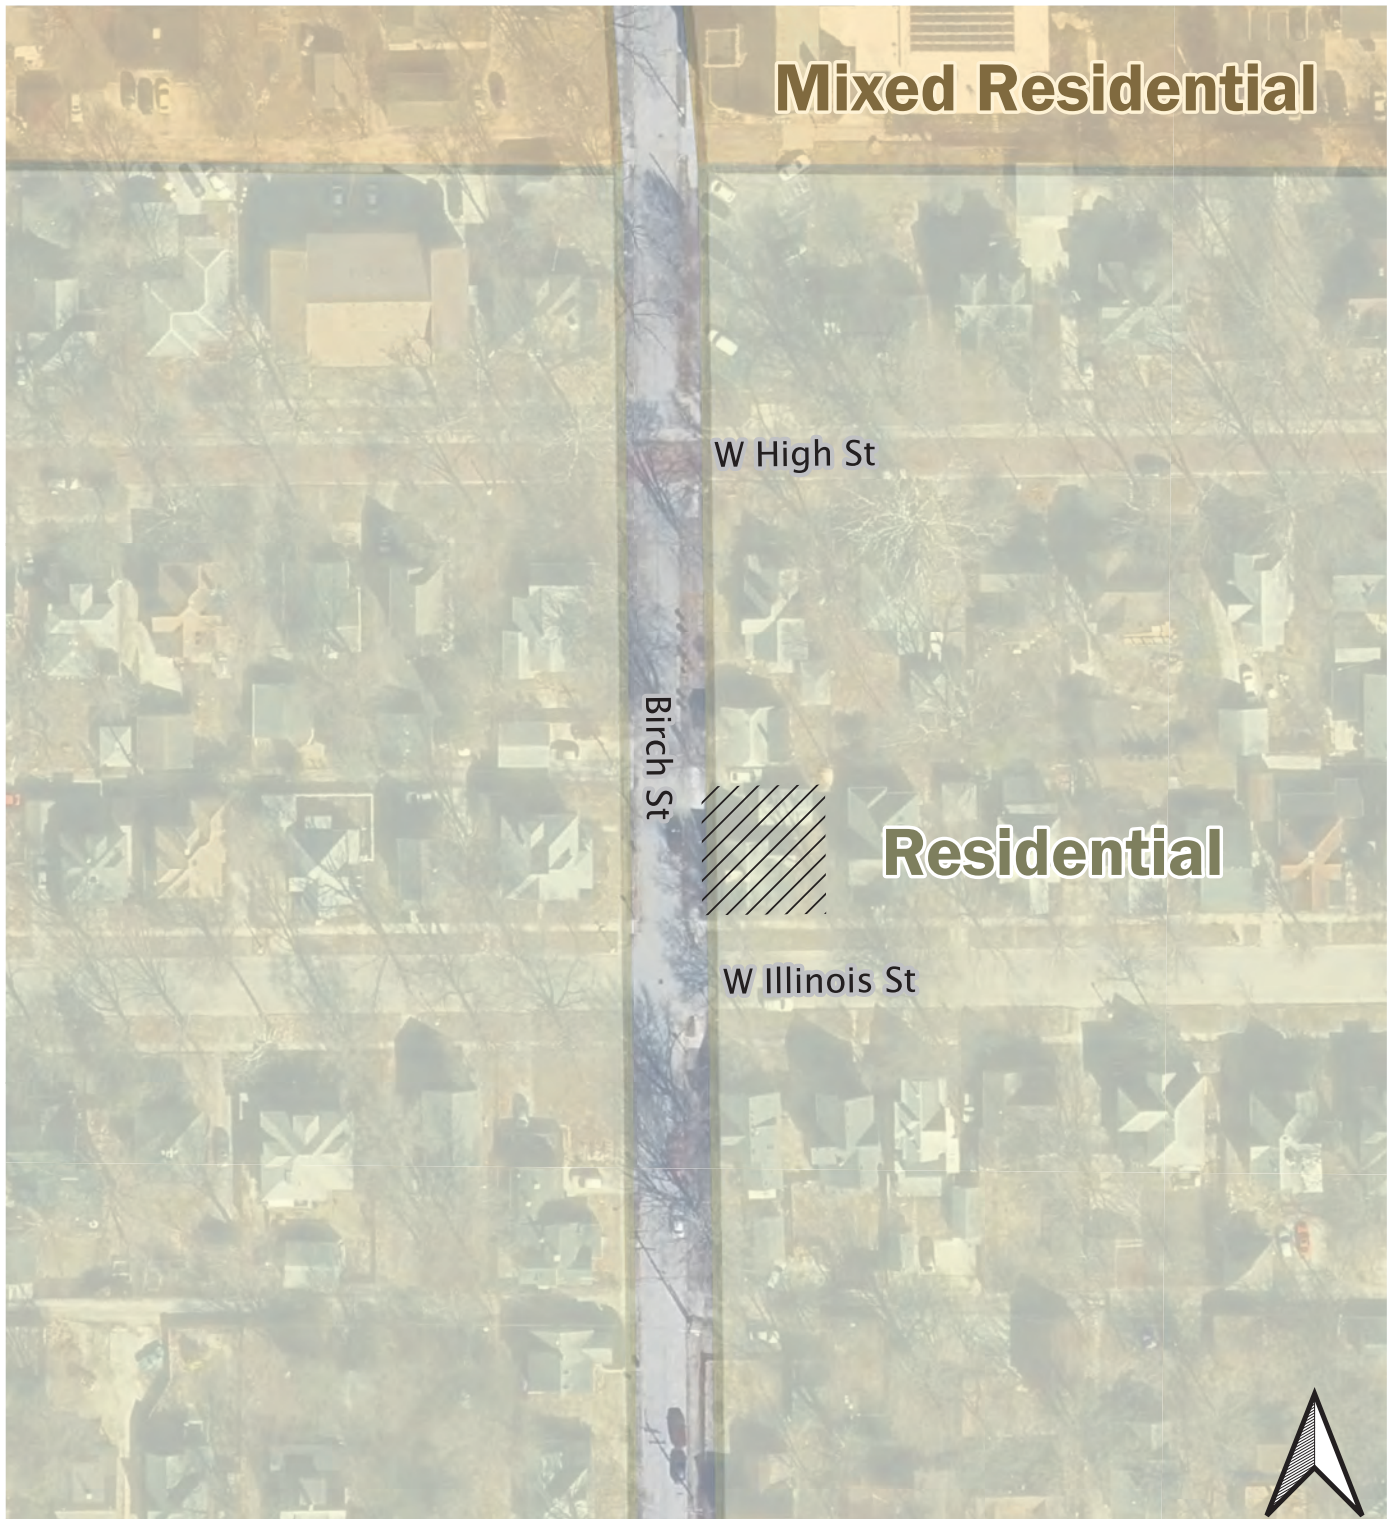 Mixed Residential
W High St
Birch St
Residential
W Illinois St